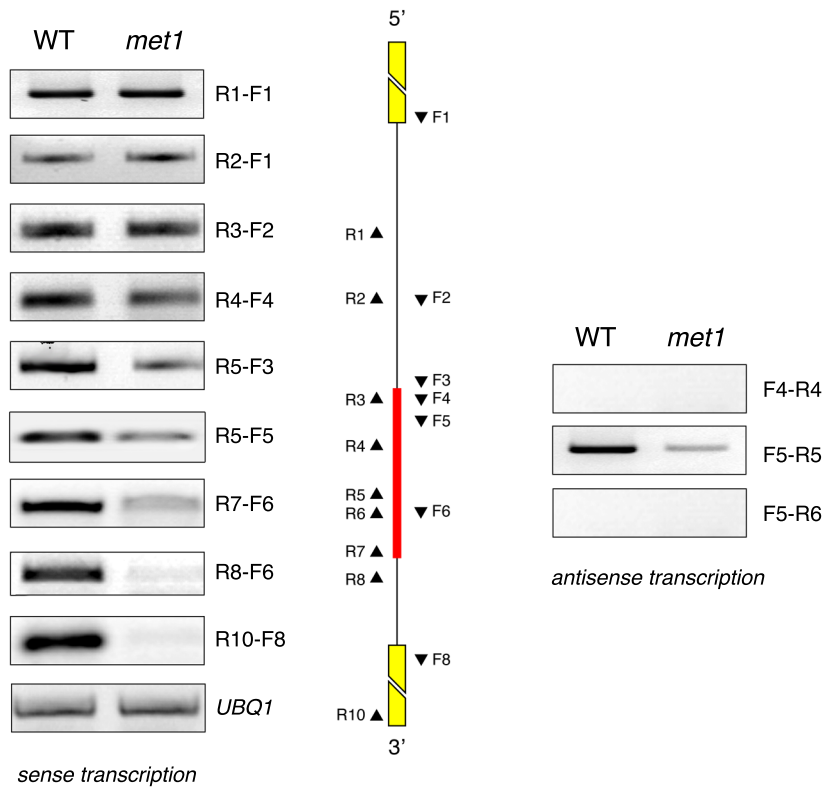 WT met1
R1-F1
R2-F1
R3-F2
R4-F4
R5-F3
R5-F5
R7-F6
R8-F6
R10-F8
UBQ1
sense transcription
5’
F1
R1
R2 F2
F3
R3 F4
F5
R4
R5
R6 F6
R7
R8
F8
R10
3’
WT met1
F4-R4
F5-R5
F5-R6
antisense transcription